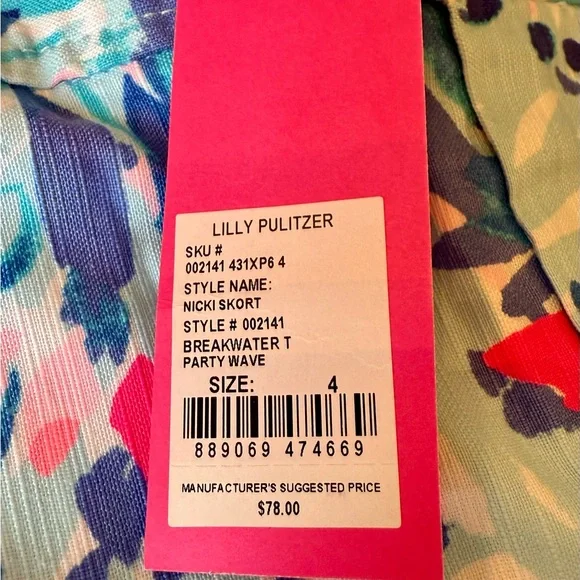 LILLY PULITZER
SKU #
002141 431XP6 4
STYLE NAME:
NICKI SKORT
STYLE # 002141
BREAKWATER T
PARTY WAVE
SIZE: 4
889069 474669
MANUFACTURER'S SUGGESTED PRICE
$78.00